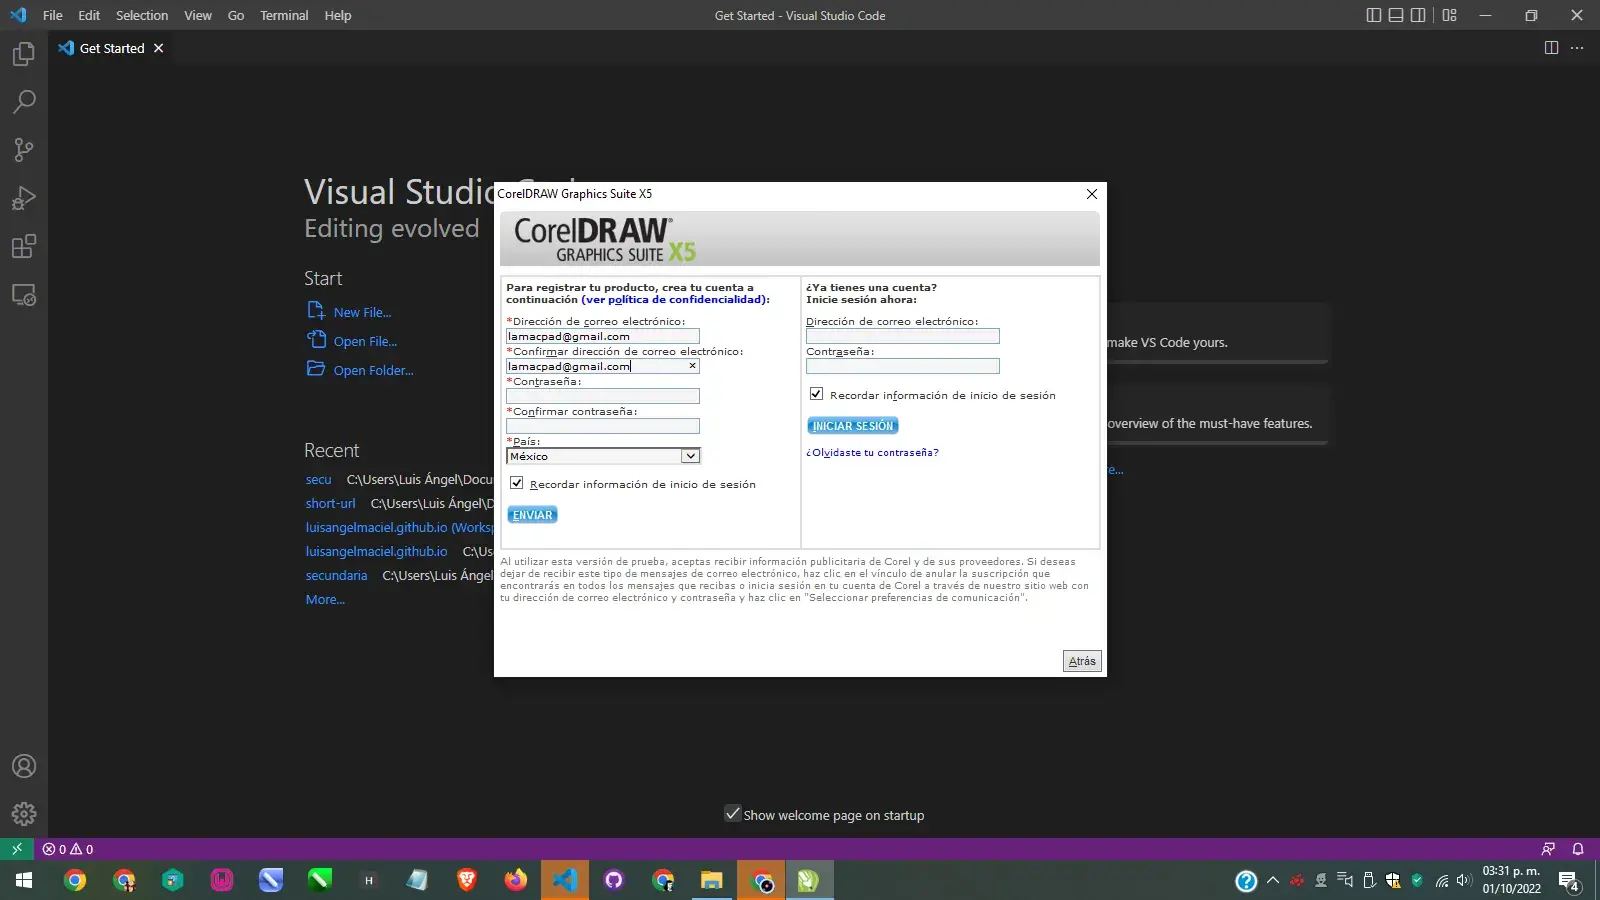 File Edit Selection View Go Terminal Help
Get Started - Visual Studio Code
Get Started
Visual Studio
Editing evolved
Start
New File...
Open File...
Open Folder...
Recent
secu C:\Users\Luis Ángel\Docu
short-url C:\Users\Luis Ángel\D
luisangelmaciel.github.io (Worksp
luisangelmaciel.github.io C:\Us
secundaria C:\Users\Luis Ángel
More...
make VS Code yours.
overview of the must-have features.
e...
Show welcome page on startup
CorelDRAW Graphics Suite X5
CorelDRAW®
GRAPHICS SUITE X5
Para registrar tu producto, crea tu cuenta a
continuación (ver política de confidencialidad):
*Dirección de correo electrónico:
lamacpad@gmail.com
*Confirmar dirección de correo electrónico:
lamacpad@gmail.com
*Contraseña:
*Confirmar contraseña:
*País:
México
Recordar información de inicio de sesión
ENVIAR
¿Ya tienes una cuenta?
Inicie sesión ahora:
Dirección de correo electrónico:
Contraseña:
Recordar información de inicio de sesión
INICIAR SESIÓN
¿Olvidaste tu contraseña?
Al utilizar esta versión de prueba, aceptas recibir información publicitaria de Corel y de sus proveedores. Si deseas
dejar de recibir este tipo de mensajes de correo electrónico, haz clic en el vínculo de anular la suscripción que
encontrarás en todos los mensajes que recibas o inicia sesión en tu cuenta de Corel a través de nuestro sitio web con
tu dirección de correo electrónico y contraseña y haz clic en "Seleccionar preferencias de comunicación".
Atrás
0 0
H
03:31 p. m.
01/10/2022
4